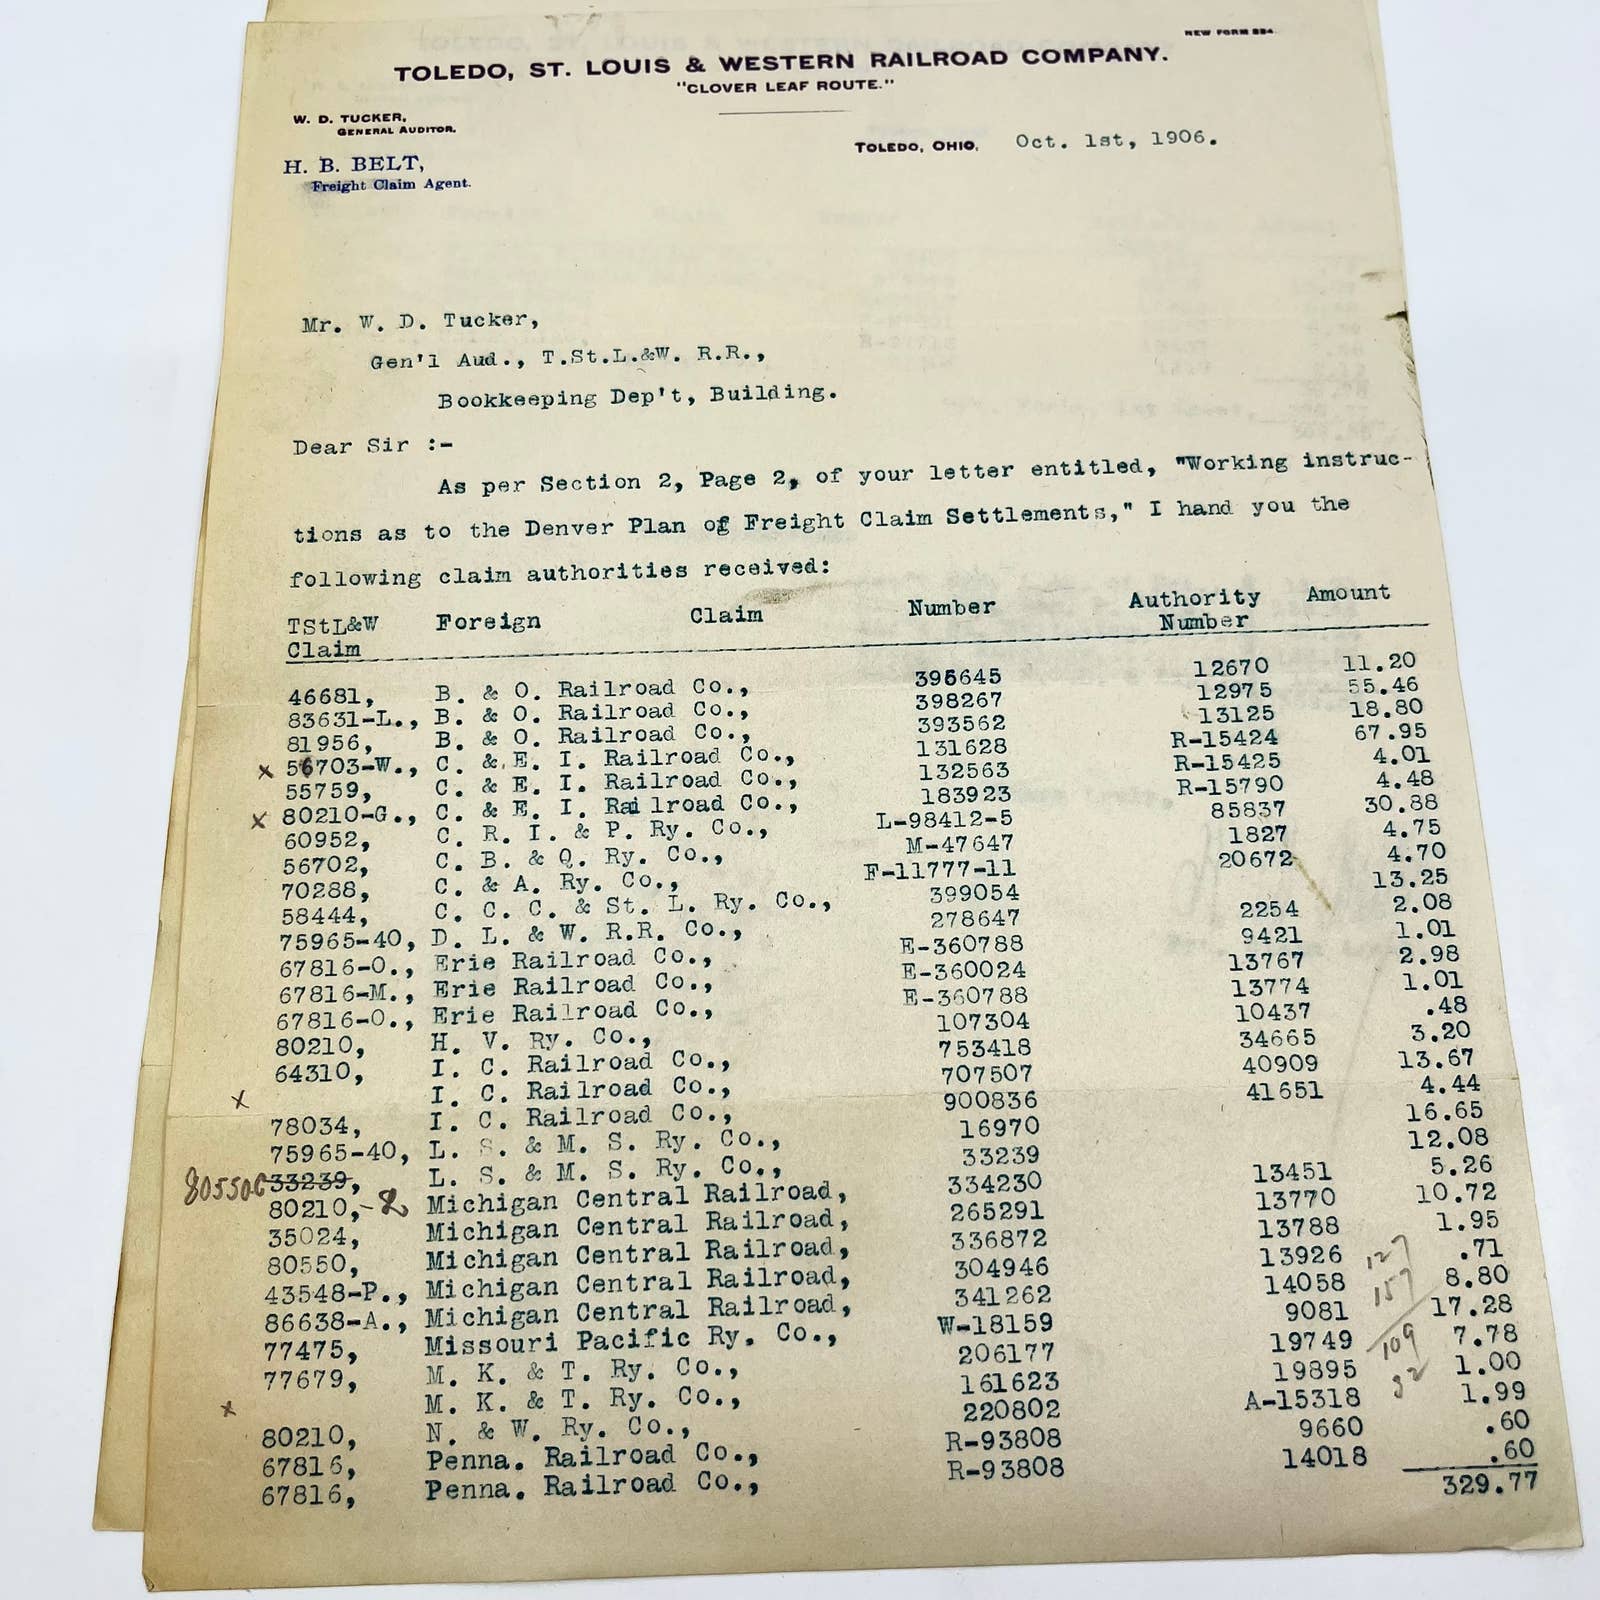 NEW FORM 224
TOLEDO, ST. LOUIS & WESTERN RAILROAD COMPANY.
"CLOVER LEAF ROUTE."
W. D. TUCKER,
GENERAL AUDITOR.
TOLEDO, OHIO, Oct. 1st, 1906.
H. B. BELT,
Freight Claim Agent.
Mr. W. D. Tucker,
Gen'l Aud., T.St.L.&W. R.R.,
Bookkeeping Dep't, Building.
Dear Sir :-
As per Section 2, Page 2, of your letter entitled, "Working instruc-
tions as to the Denver Plan of Freight Claim Settlements," I hand you the
following claim authorities received:
TStL&W Foreign Claim Number Authority Amount
Claim Number
46681, B. & O. Railroad Co., 395645 12670 11.20
83631-L., B. & O. Railroad Co., 398267 12975 55.46
81956, B. & O. Railroad Co., 393562 13125 18.80
x 56703-W., C. & E. I. Railroad Co., 131628 R-15424 67.95
55759, C. & E. I. Railroad Co., 132563 R-15425 4.01
x 80210-G., C. & E. I. Railroad Co., 183923 R-15790 4.48
60952, C. R. I. & P. Ry. Co., L-98412-5 85837 30.88
56702, C. B. & Q. Ry. Co., M-47647 1827 4.75
70288, C. & A. Ry. Co., F-11777-11 20672 4.70
58444, C. C. C. & St. L. Ry. Co., 399054 13.25
75965-40, D. L. & W. R.R. Co., 278647 2254 2.08
67816-O., Erie Railroad Co., E-360788 9421 1.01
67816-M., Erie Railroad Co., E-360024 13767 2.98
67816-O., Erie Railroad Co., E-360788 13774 1.01
80210, H. V. Ry. Co., 107304 10437 .48
64310, I. C. Railroad Co., 753418 34665 3.20
x I. C. Railroad Co., 707507 40909 13.67
78034, I. C. Railroad Co., 900836 41651 4.44
75965-40, L. S. & M. S. Ry. Co., 16970 16.65
80550-C 33239, L. S. & M. S. Ry. Co., 33239 12.08
80210,-L Michigan Central Railroad, 334230 13451 5.26
35024, Michigan Central Railroad, 265291 13770 10.72
80550, Michigan Central Railroad, 336872 13788 1.95
43548-P., Michigan Central Railroad, 304946 13926 127 .71
86638-A., Michigan Central Railroad, 341262 14058 157 8.80
77475, Missouri Pacific Ry. Co., W-18159 9081 17.28
77679, M. K. & T. Ry. Co., 206177 19749 109 7.78
x M. K. & T. Ry. Co., 161623 19895 32 1.00
80210, N. & W. Ry. Co., 220802 A-15318 1.99
67816, Penna. Railroad Co., R-93808 9660 .60
67816, Penna. Railroad Co., R-93808 14018 .60
329.77